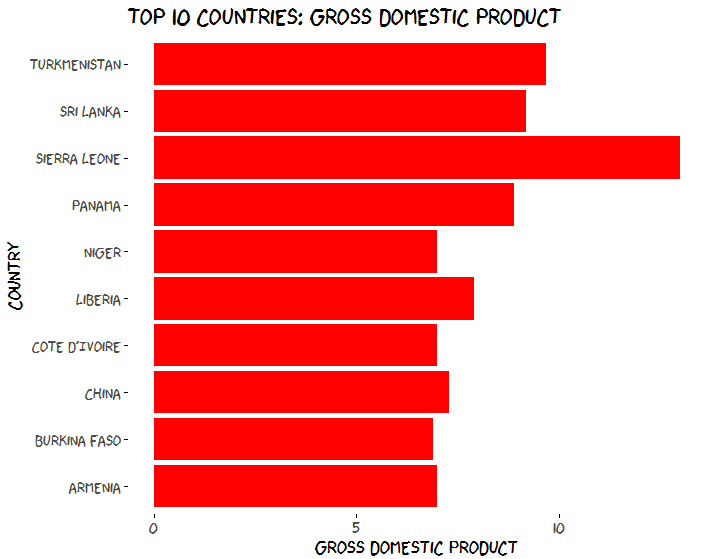 TOP 10 COUNTRIES: GROSS DOMESTIC PRODUCT
TURKMENISTAN
SRI LANKA
SIERRA LEONE
PANAMA
NIGER
LIBERIA
COTE D'IVOIRE
CHINA
BURKINA FASO
ARMENIA
COUNTRY
0 5 10
GROSS DOMESTIC PRODUCT